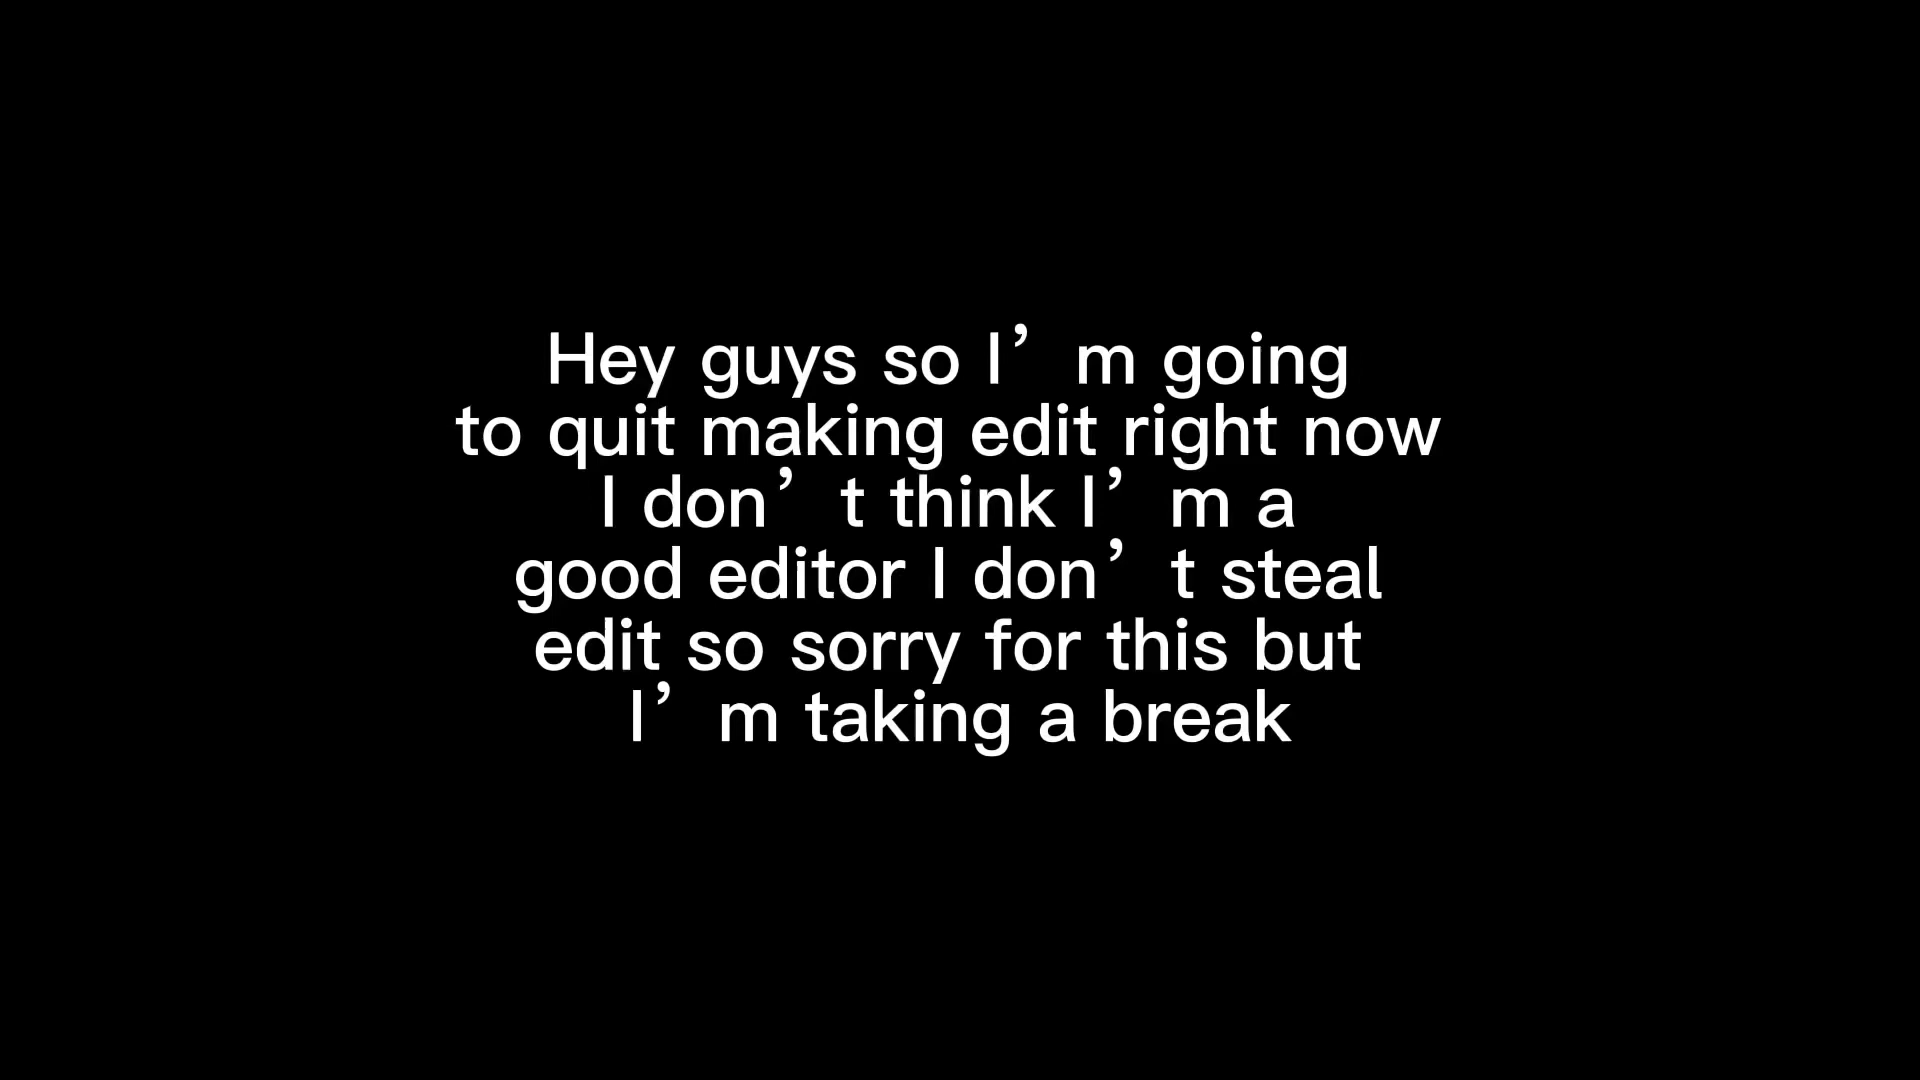 Hey guys so I’m going
to quit making edit right now
I don’t think I’m a
good editor I don’t steal
edit so sorry for this but
I’m taking a break